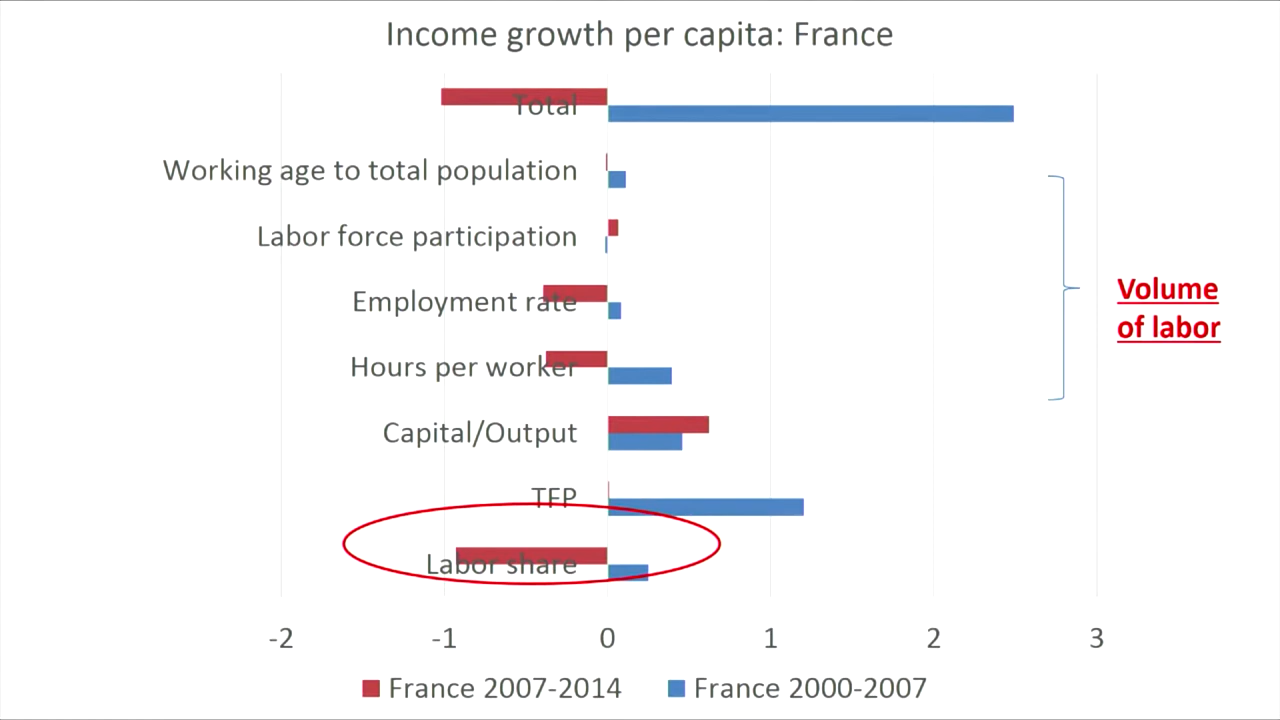 Income growth per capita: France
Total
Working age to total population
Labor force participation
Employment rate
Hours per worker
Capital/Output
TFP
Labor share
Volume
of labor
-2 -1 0 1 2 3
France 2007-2014 France 2000-2007